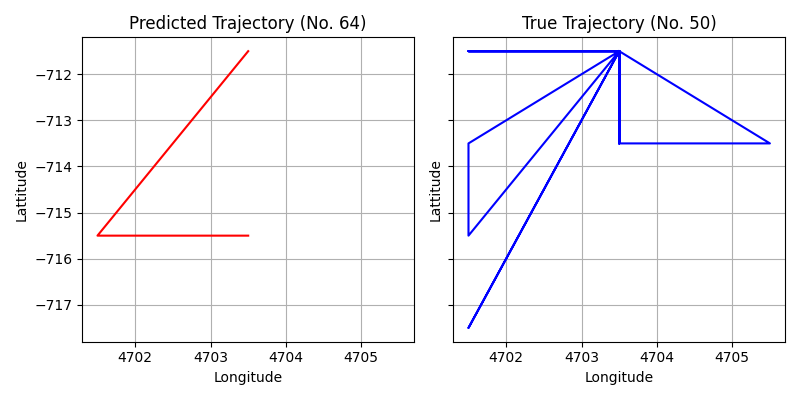 Predicted Trajectory (No. 64)
True Trajectory (No. 50)
Lattitude
−712
−713
−714
−715
−716
−717
4702
4703
4704
4705
Longitude
Lattitude
4702
4703
4704
4705
Longitude